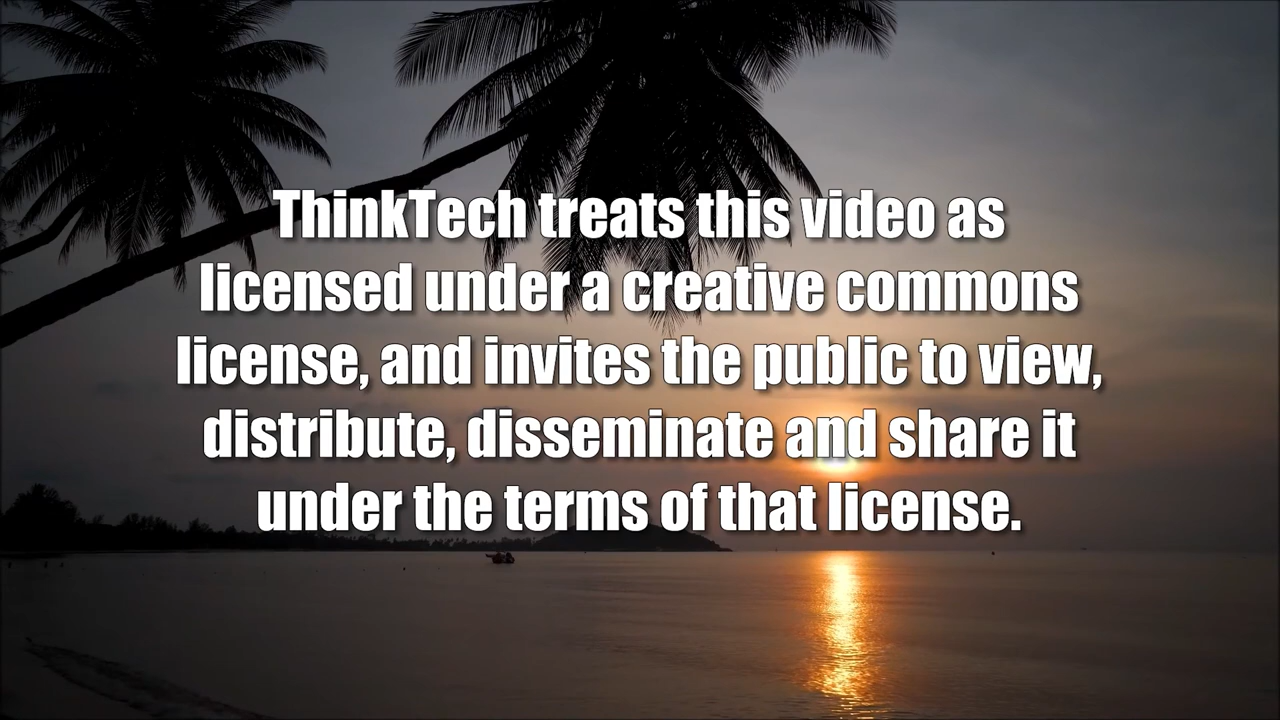 ThinkTech treats this video as
licensed under a creative commons
license, and invites the public to view,
distribute, disseminate and share it
under the terms of that license.